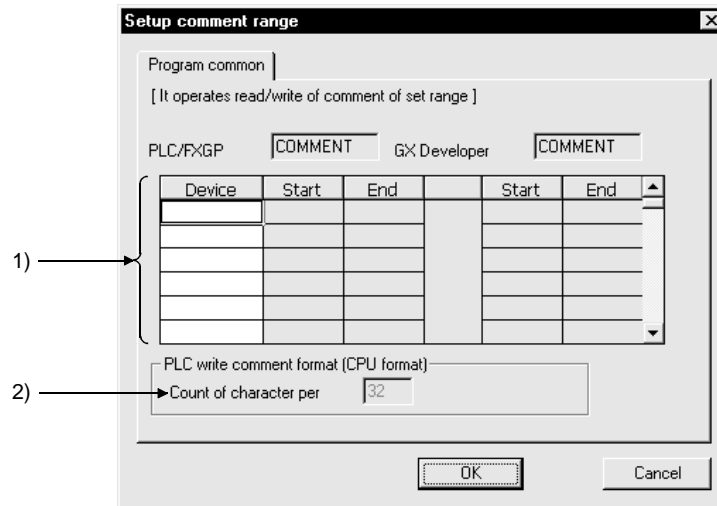 Setup comment range
Program common
[ It operates read/write of comment of set range ]
PLC/FXGP COMMENT GX Developer COMMENT
Device Start End Start End
1)
PLC write comment format (CPU format)
2) Count of character per 32
OK Cancel